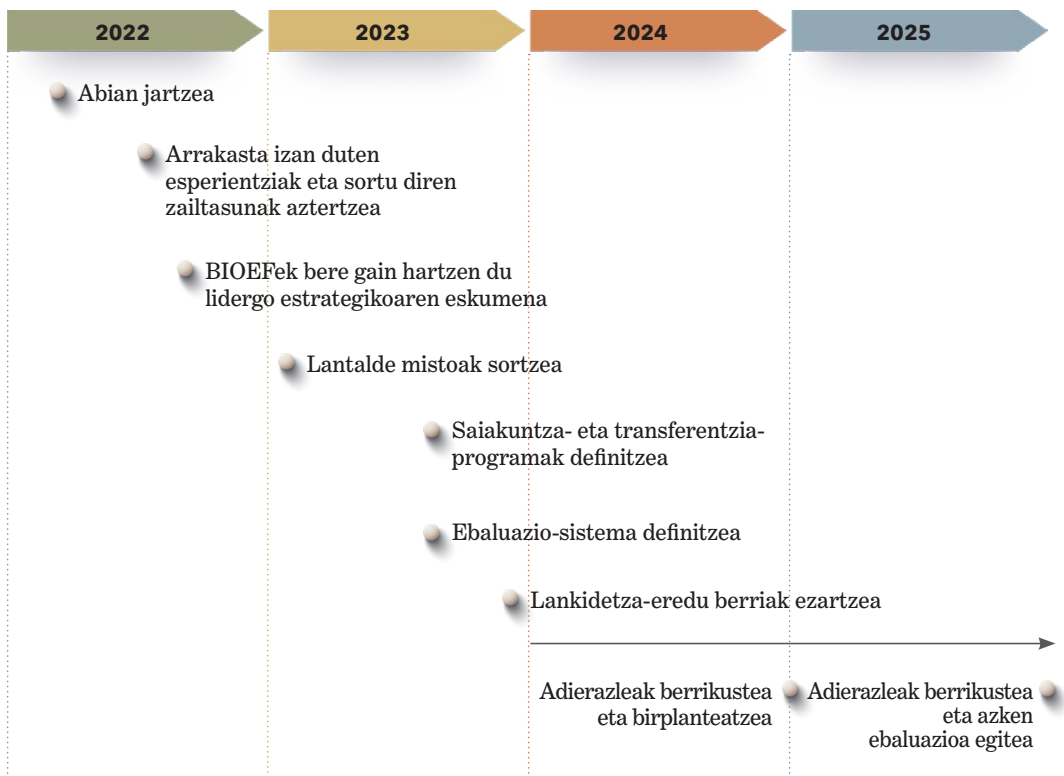 2022
2023
2024
2025
Abian jartzea
Arrakasta izan duten
esperientziak eta sortu diren
zailtasunak aztertzea
BIOEFek bere gain hartzen du
lidergo estrategikoaren eskumena
Lantalde mistoak sortzea
Saiakuntza- eta transferentzia-
programak definitzea
Ebaluazio-sistema definitzea
Lankidetza-eredu berriak ezartzea
Adierazleak berrikustea
eta birplanteatzea
Adierazleak berrikustea
eta azken
ebaluazioa egitea